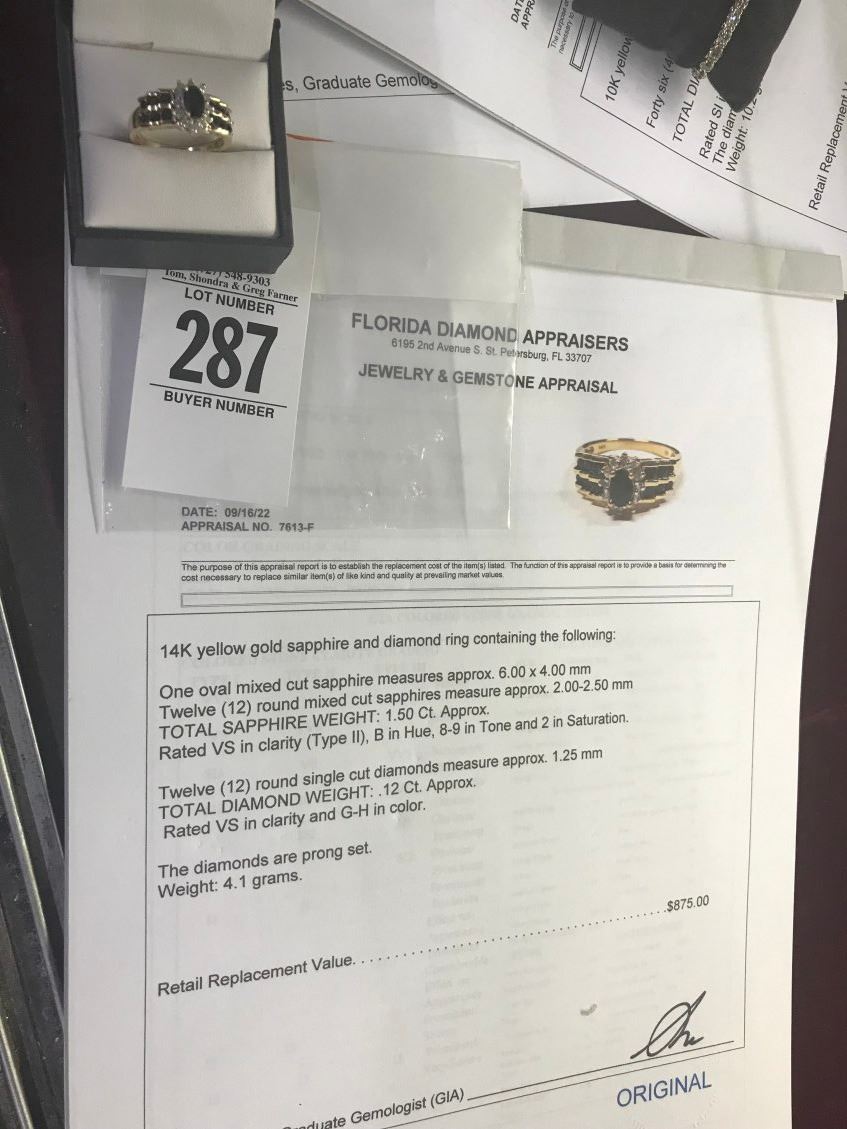 s, Graduate Gemolog
10K yellow
Forty six (4
TOTAL DIA
Rated SI
The diam
Weight: 10.2
Retail Replacement V
548-9303
Tom, Shondra & Greg Farner
LOT NUMBER
287
BUYER NUMBER
FLORIDA DIAMOND APPRAISERS
6195 2nd Avenue S. St. Petersburg, FL 33707
JEWELRY & GEMSTONE APPRAISAL
DATE: 09/16/22
APPRAISAL NO. 7613-F
The purpose of this appraisal report is to establish the replacement cost of the item(s) listed. The function of this appraisal report is to provide a basis for determining the
cost necessary to replace similar item(s) of like kind and quality at prevailing market values.
14K yellow gold sapphire and diamond ring containing the following:
One oval mixed cut sapphire measures approx. 6.00 x 4.00 mm
Twelve (12) round mixed cut sapphires measure approx. 2.00-2.50 mm
TOTAL SAPPHIRE WEIGHT: 1.50 Ct. Approx.
Rated VS in clarity (Type II), B in Hue, 8-9 in Tone and 2 in Saturation.
Twelve (12) round single cut diamonds measure approx. 1.25 mm
TOTAL DIAMOND WEIGHT: .12 Ct. Approx.
Rated VS in clarity and G-H in color.
The diamonds are prong set.
Weight: 4.1 grams.
Retail Replacement Value. . . . . . . . . . . . . . . . . . . . . . . . . . . . . . . . . . . . . . . . .$875.00
ORIGINAL
aduate Gemologist (GIA)